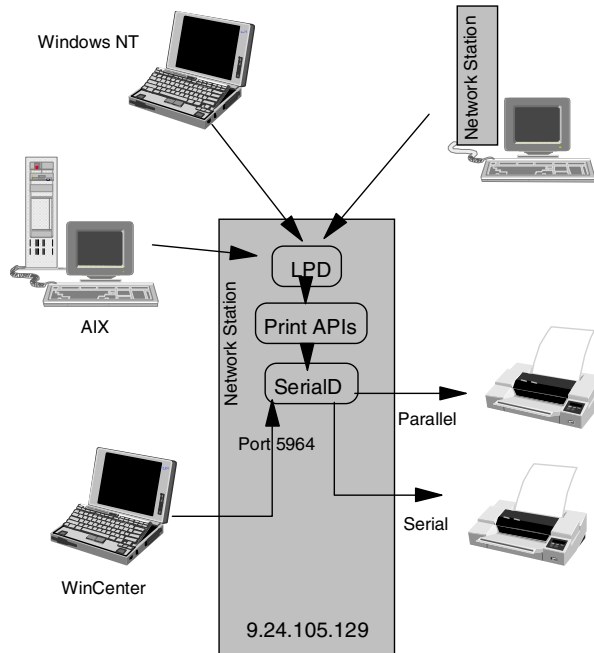 Windows NT
Network Station
AIX
LPD
Print APIs
Network Station
SerialD
Parallel
Port 5964
Serial
WinCenter
9.24.105.129